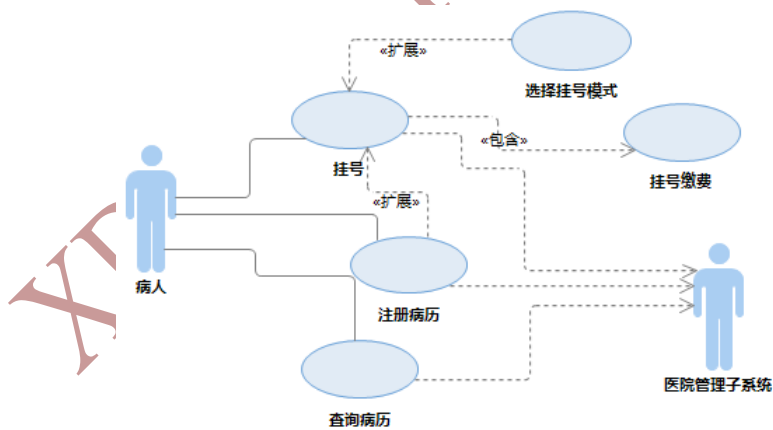 «扩展»
选择挂号模式
«包含»
挂号
挂号缴费
«扩展»
病人
注册病历
医院管理子系统
查询病历